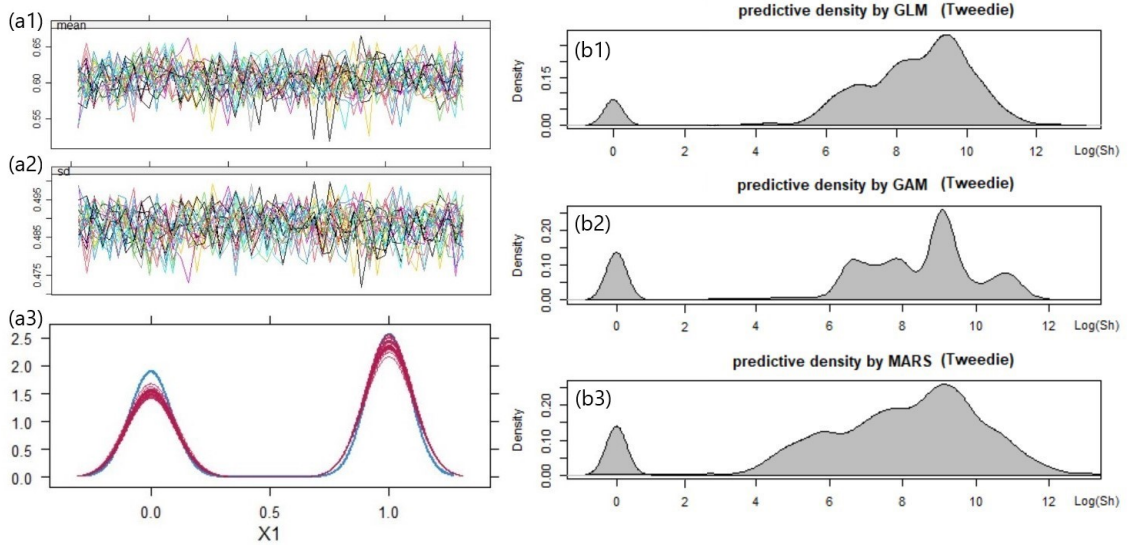 (a1)
mean
0.65
0.60
0.55
(a2)
sd
0.495
0.485
0.475
(a3)
2.5
2.0
1.5
1.0
0.5
0.0
0.0 0.5 1.0
X1
predictive density by GLM (Tweedie)
(b1)
Density
0.15
0.00
0 2 4 6 8 10 12 Log(Sh)
predictive density by GAM (Tweedie)
(b2)
Density
0.20
0.10
0.00
0 2 4 6 8 10 12 Log(Sh)
predictive density by MARS (Tweedie)
(b3)
Density
0.20
0.10
0.00
0 2 4 6 8 10 12 Log(Sh)